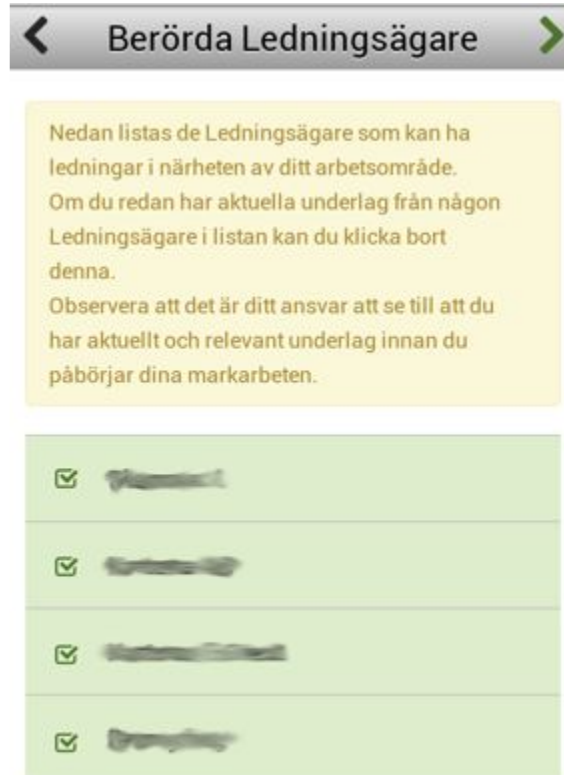 Berörda Ledningsägare
Nedan listas de Ledningsägare som kan ha
ledningar i närheten av ditt arbetsområde.
Om du redan har aktuella underlag från någon
Ledningsägare i listan kan du klicka bort
denna.
Observera att det är ditt ansvar att se till att du
har aktuellt och relevant underlag innan du
påbörjar dina markarbeten.